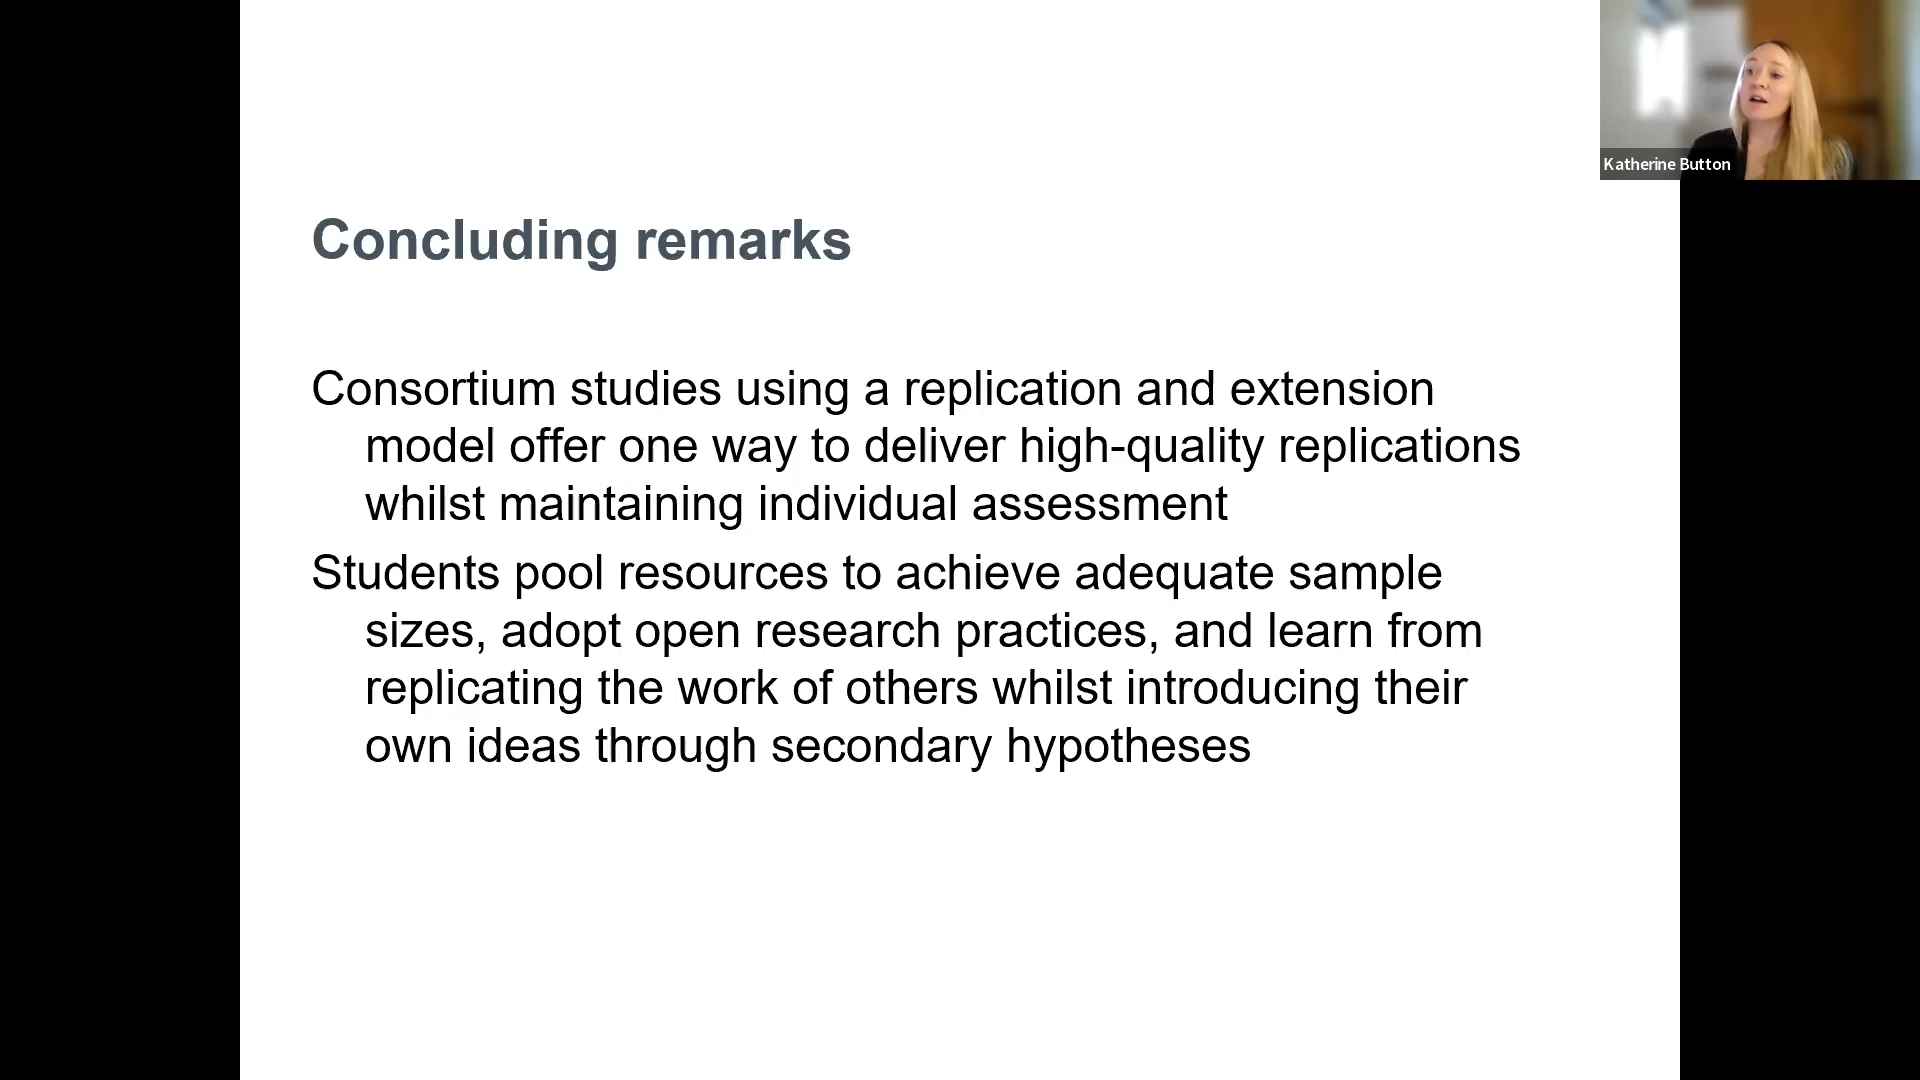 Katherine Button
Concluding remarks
Consortium studies using a replication and extension
model offer one way to deliver high-quality replications
whilst maintaining individual assessment
Students pool resources to achieve adequate sample
sizes, adopt open research practices, and learn from
replicating the work of others whilst introducing their
own ideas through secondary hypotheses